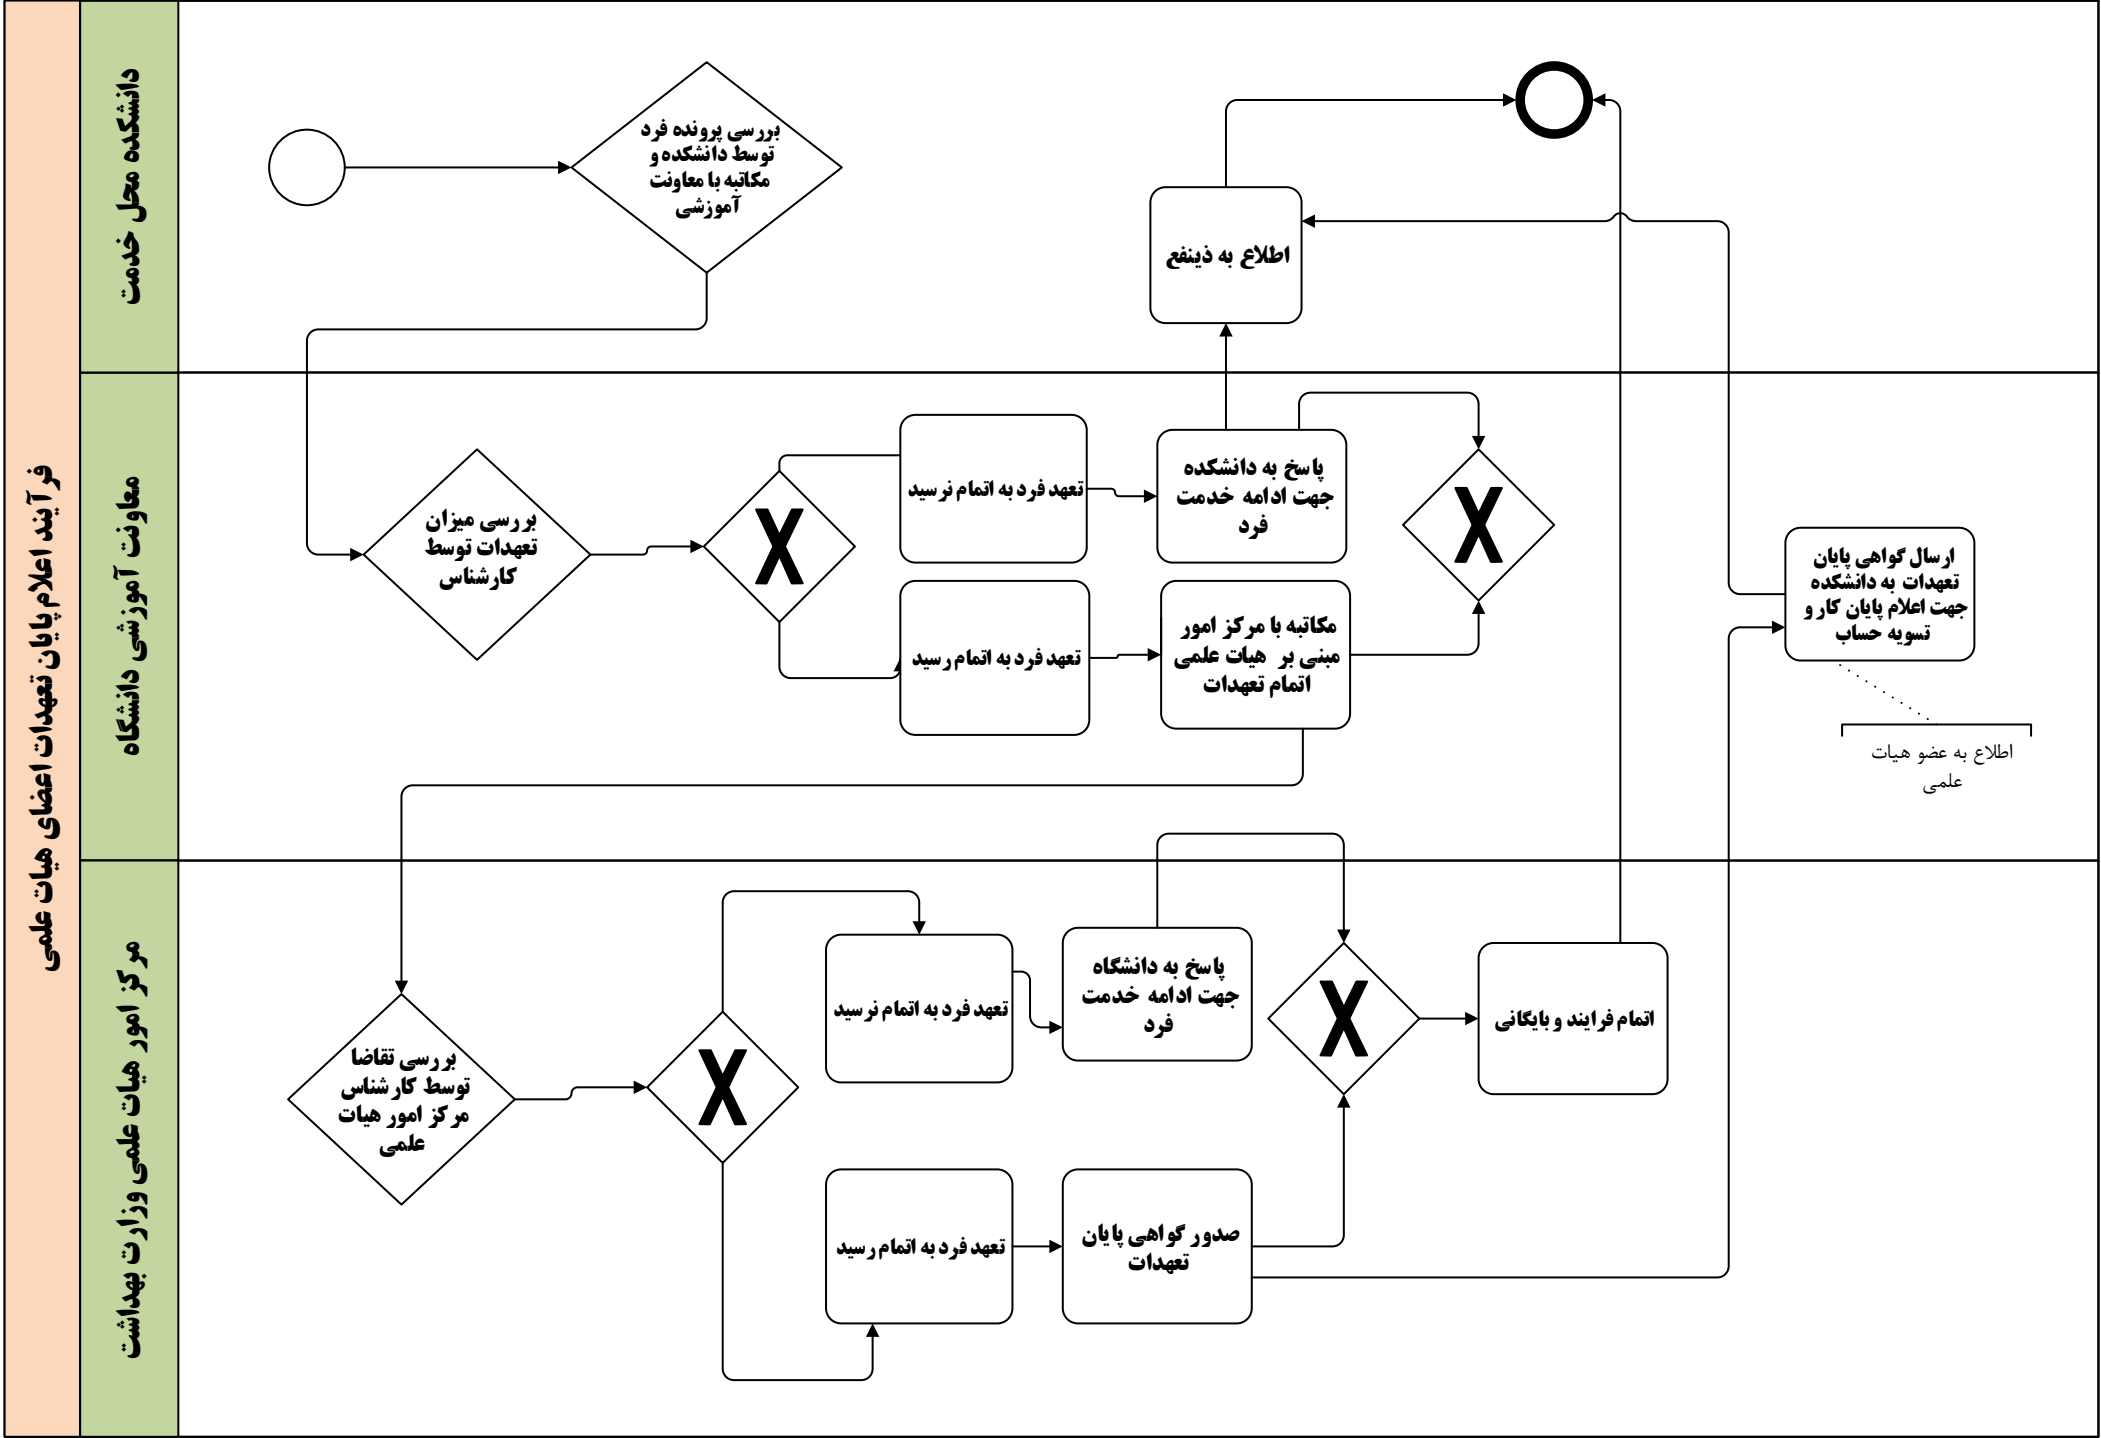 فرآیند اعلام پایان تعهدات اعضای هیات علمی
دانشکده محل خدمت
بررسی پرونده فرد
توسط دانشکده و
مکاتبه با معاونت
آموزشی
اطلاع به ذینفع
معاونت آموزشی دانشگاه
بررسی میزان
تعهدات توسط
کارشناس
X
تعهد فرد به اتمام نرسید
پاسخ به دانشکده
جهت ادامه خدمت
فرد
X
تعهد فرد به اتمام رسید
مکاتبه با مرکز امور
هیات علمی مبنی بر
اتمام تعهدات
ارسال گواهی پایان
تعهدات به دانشکده
جهت اعلام پایان کار و
تسویه حساب
اطلاع به عضو هیات
علمی
مرکز امور هیات علمی وزارت بهداشت
بررسی تقاضا
توسط کارشناس
مرکز امور هیات
علمی
X
تعهد فرد به اتمام نرسید
پاسخ به دانشگاه
جهت ادامه خدمت
فرد
X
اتمام فرایند و بایگانی
تعهد فرد به اتمام رسید
صدور گواهی پایان
تعهدات